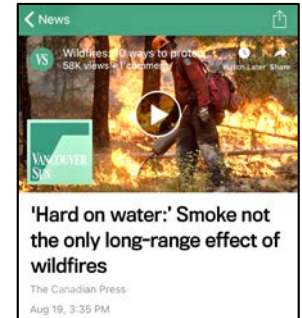 News
VS
Wildfires: 10 ways to protect
58K views • 1 comment
Watch Later
Share
VANCOUVER
SUN
'Hard on water:' Smoke not
the only long-range effect of
wildfires
The Canadian Press
Aug 19, 3:35 PM